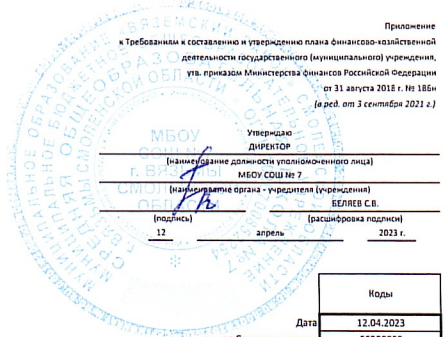 Приложение
к Требованиям к составлению и утверждению плана финансово-хозяйственной
деятельности государственного (муниципального) учреждения,
утв. приказом Министерства финансов Российской Федерации
от 31 августа 2018 г. № 186н
(в ред. от 3 сентября 2021 г.)
Утверждаю
ДИРЕКТОР
(наименование должности уполномоченного лица)
МБОУ СОШ № 7
(наименование органа - учредителя (учреждения)
БЕЛЯЕВ С.В.
(подпись) (расшифровка подписи)
12 апрель 2023 г.
Коды
Дата 12.04.2023
МБОУ
г. ВЯЗЬМЫ